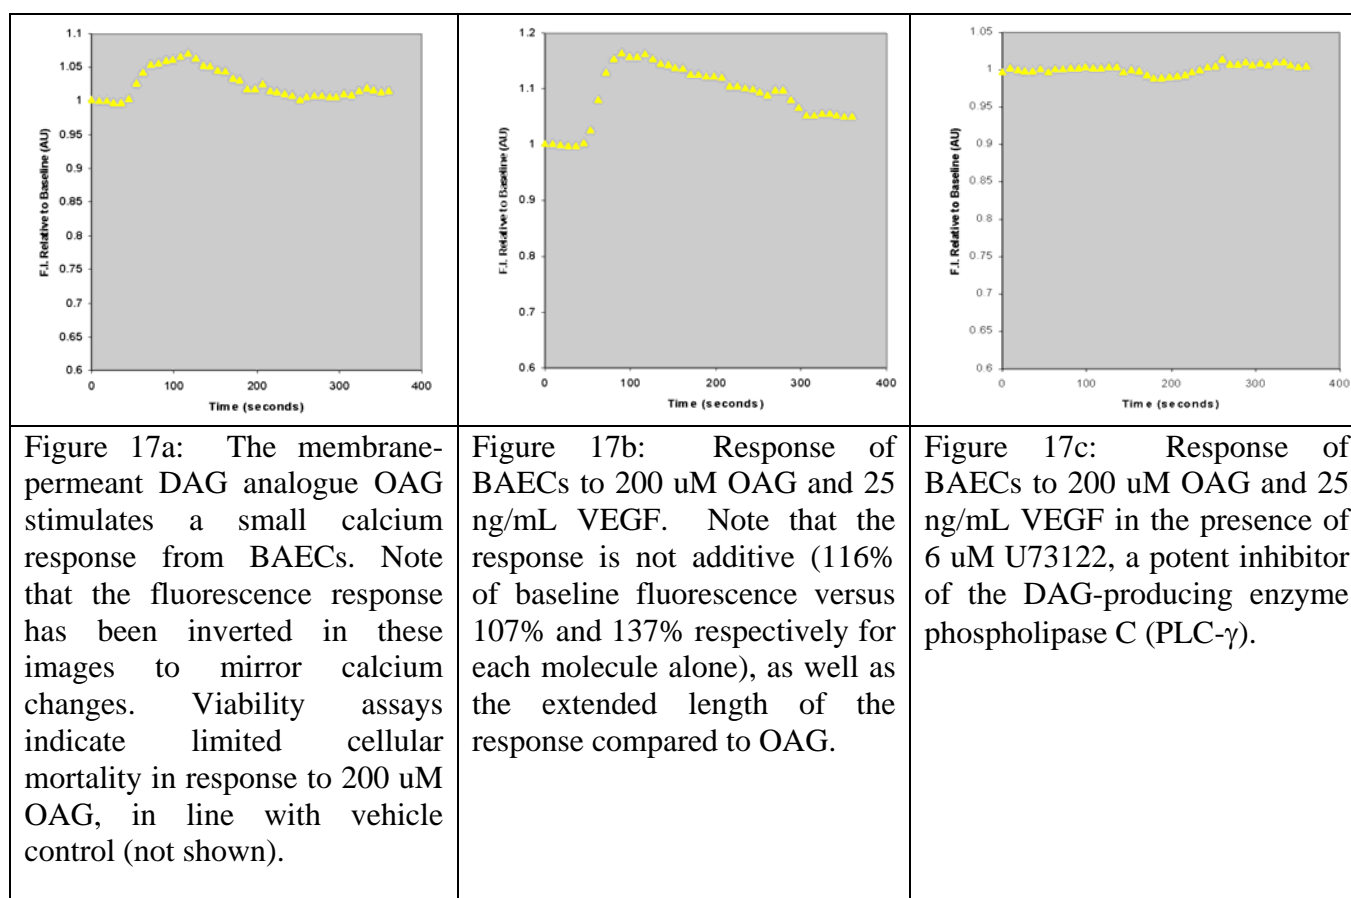 1.1
1.05
1
0.95
0.9
0.85
0.8
0.75
0.7
0.65
0.6
F.I. Relative to Baseline (AU)
0
100
200
300
400
Time (seconds)
1.2
1.1
1
0.9
0.8
0.7
0.6
F.I. Relative to Baseline (AU)
0
100
200
300
400
Time (seconds)
1.05
1
0.95
0.9
0.85
0.8
0.75
0.7
0.65
0.6
F.I. Relative to Baseline (AU)
0
100
200
300
400
Time (seconds)
Figure 17a: The membrane-
permeant DAG analogue OAG
stimulates a small calcium
response from BAECs. Note
that the fluorescence response
has been inverted in these
images to mirror calcium
changes. Viability assays
indicate limited cellular
mortality in response to 200 uM
OAG, in line with vehicle
control (not shown).
Figure 17b: Response of
BAECs to 200 uM OAG and 25
ng/mL VEGF. Note that the
response is not additive (116%
of baseline fluorescence versus
107% and 137% respectively for
each molecule alone), as well as
the extended length of the
response compared to OAG.
Figure 17c: Response of
BAECs to 200 uM OAG and 25
ng/mL VEGF in the presence of
6 uM U73122, a potent inhibitor
of the DAG-producing enzyme
phospholipase C (PLC-γ).